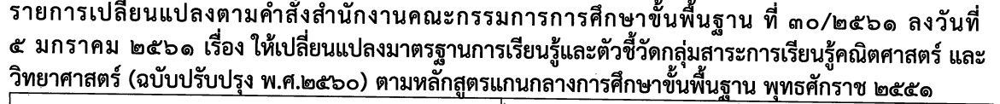 รายการเปลี่ยนแปลงตามคำสั่งสำนักงานคณะกรรมการการศึกษาขั้นพื้นฐาน ที่ ๓๐/๒๕๖๑ ลงวันที่
๕ มกราคม ๒๕๖๑ เรื่อง ให้เปลี่ยนแปลงมาตรฐานการเรียนรู้และตัวชี้วัดกลุ่มสาระการเรียนรู้คณิตศาสตร์ และ
วิทยาศาสตร์ (ฉบับปรับปรุง พ.ศ.๒๕๖๐) ตามหลักสูตรแกนกลางการศึกษาขั้นพื้นฐาน พุทธศักราช ๒๕๕๑